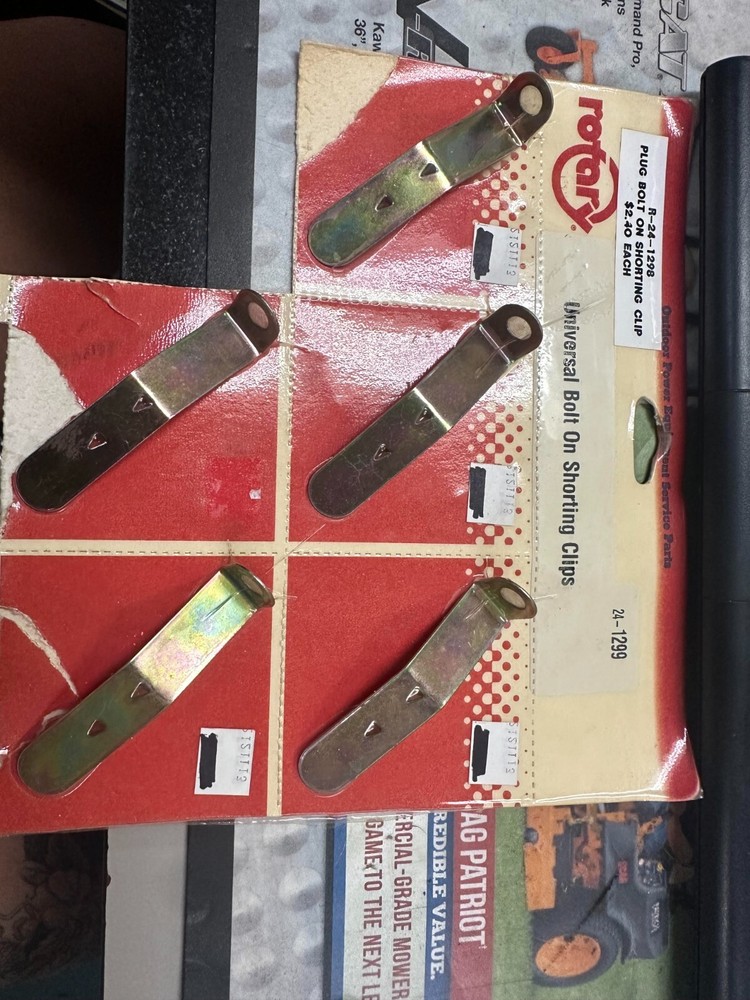 rotary
R-24-1298
PLUG BOLT ON SHORTING CLIP
$2.40 EACH
Outdoor Power Equipment Service Parts
Universal Bolt On Shorting Clips
24-1299
CAT
mand Pro,
Kaw
36",
TAG PATRIOT
REDIBLE VALUE.
ERCIAL-GRADE MOWER
GAME TO THE NEXT LE